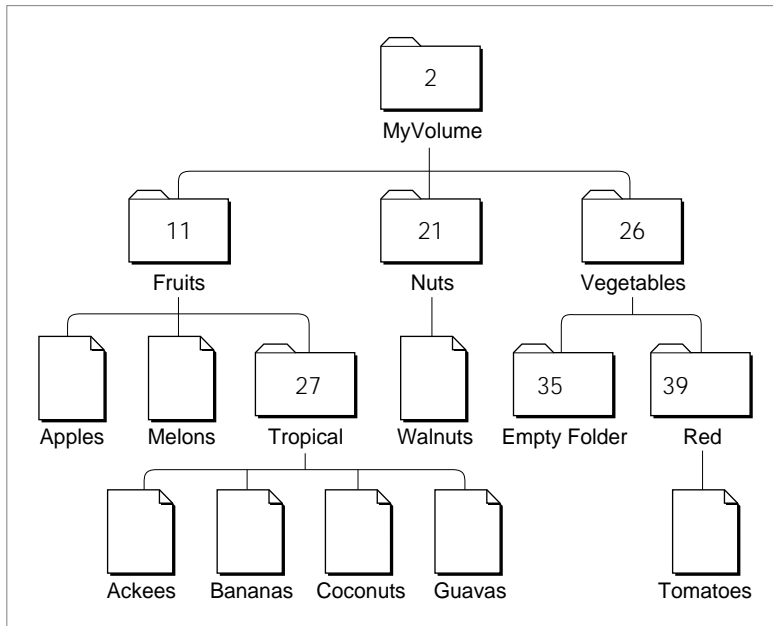 2
MyVolume
11 21 26
Fruits Nuts Vegetables
27 35 39
Apples Melons Tropical Walnuts Empty Folder Red
Ackees Bananas Coconuts Guavas Tomatoes